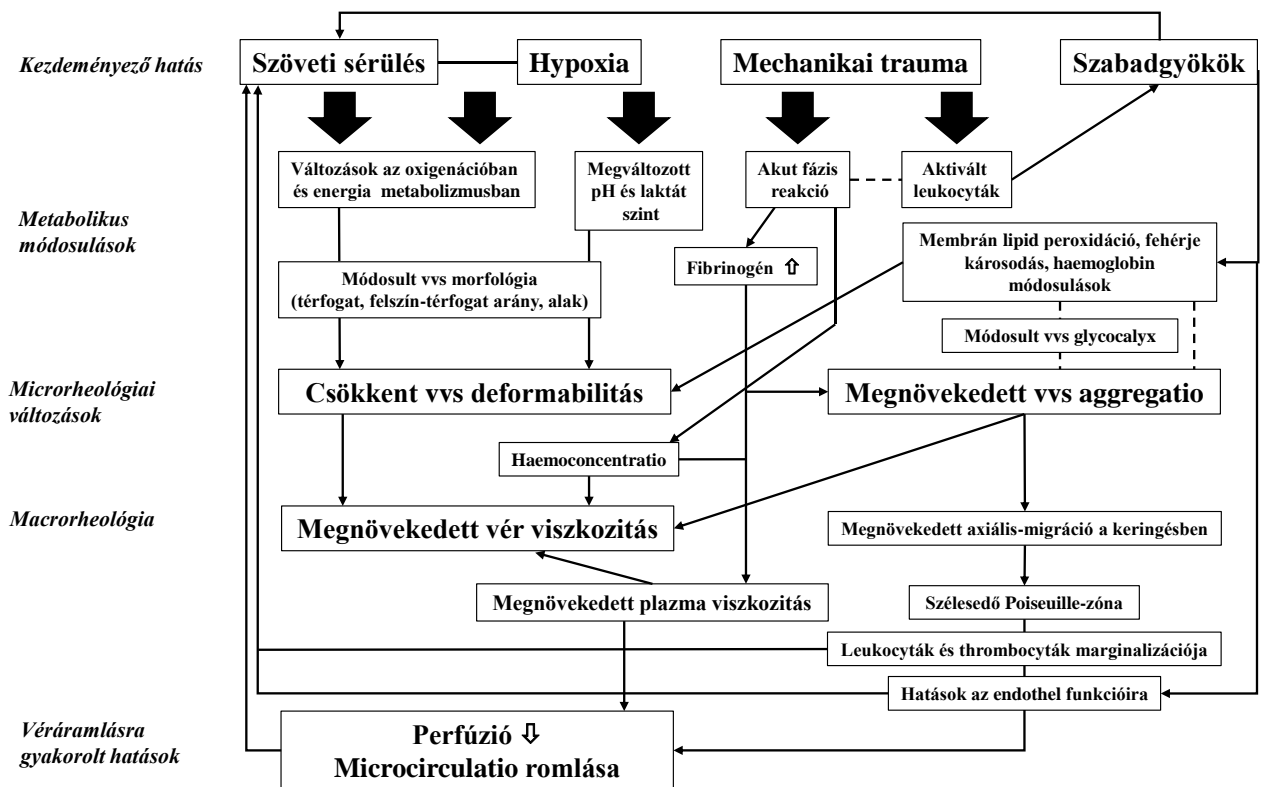 Kezdeményező hatás
Szöveti sérülés
Hypoxia
Mechanikai trauma
Szabadgyökök
Metabolikus
módosulások
Változások az oxigenációban
és energia metabolizmusban
Megváltozott
pH és laktát
szint
Akut fázis
reakció
Aktivált
leukocyták
Fibrinogén ⇧
Membrán lipid peroxidáció, fehérje
károsodás, haemoglobin
módosulások
Módosult vvs morfológia
(térfogat, felszín-térfogat arány, alak)
Módosult vvs glycocalyx
Microrheológiai
változások
Csökkent vvs deformabilitás
Megnövekedett vvs aggregatio
Haemoconcentratio
Macrorheológia
Megnövekedett vér viszkozitás
Megnövekedett axiális-migráció a keringésben
Megnövekedett plazma viszkozitás
Szélesedő Poiseuille-zóna
Leukocyták és thrombocyták marginalizációja
Hatások az endothel funkcióira
Véráramlásra
gyakorolt hatások
Perfúzió ⇩
Microcirculatio romlása